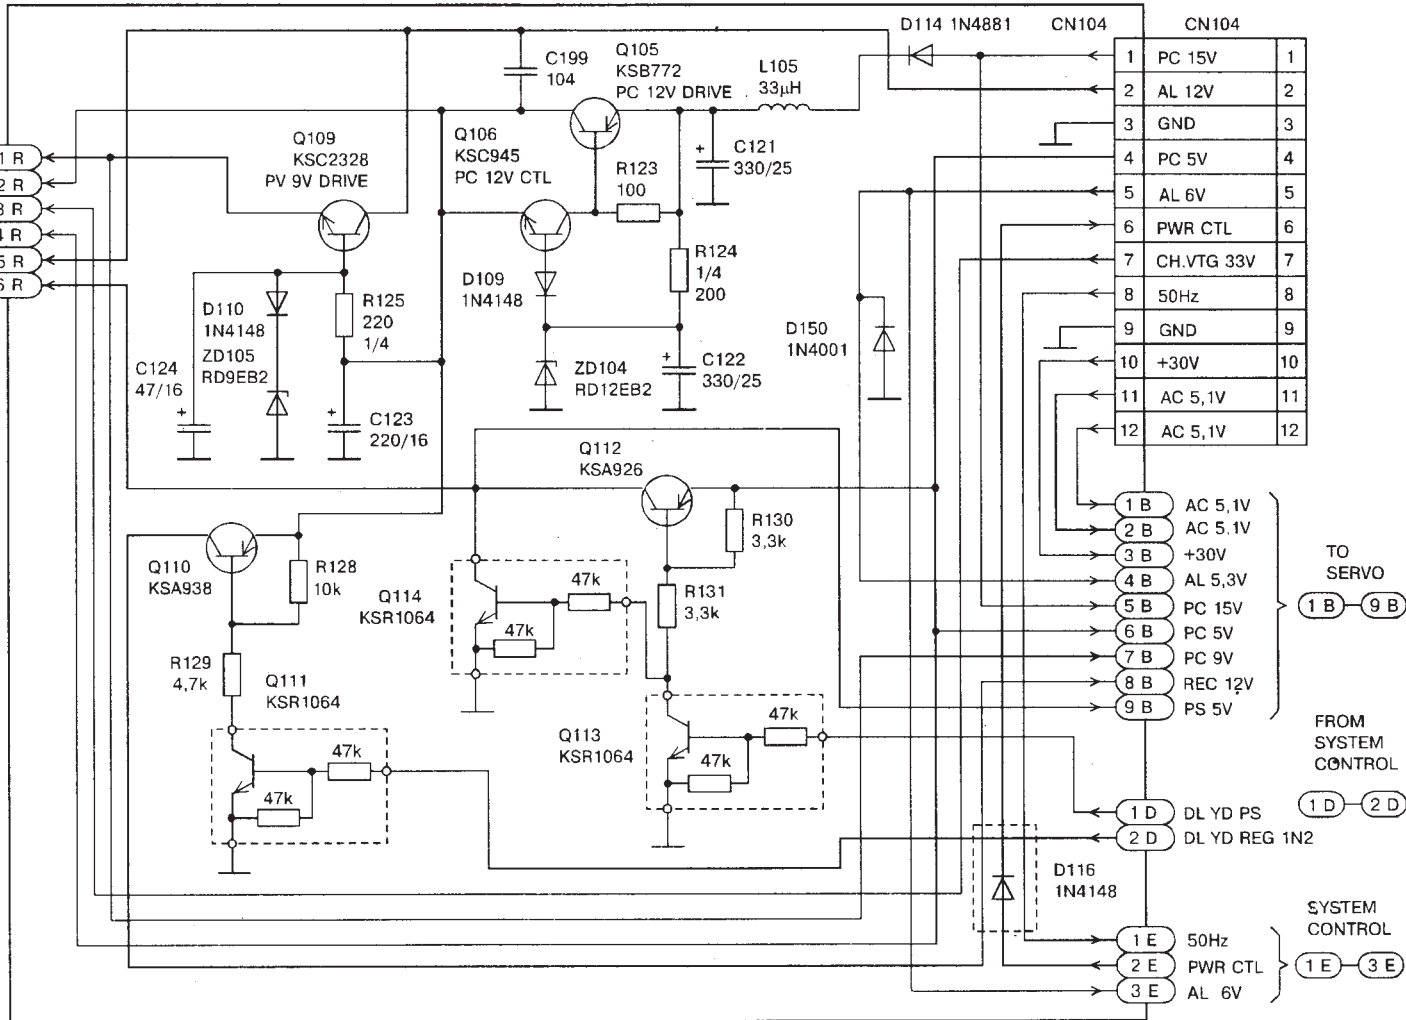 D114 1N4881
CN104
CN104
Q105
KSB772
PC 12V DRIVE
C199
104
L105
33µH
1 PC 15V 1
2 AL 12V 2
3 GND 3
4 PC 5V 4
5 AL 6V 5
6 PWR CTL 6
7 CH.VTG 33V 7
8 50Hz 8
9 GND 9
10 +30V 10
11 AC 5,1V 11
12 AC 5,1V 12
Q109
KSC2328
PV 9V DRIVE
Q106
KSC945
PC 12V CTL
R123
100
+ C121
330/25
1 R
2 R
3 R
4 R
5 R
6 R
D110
1N4148
ZD105
RD9EB2
R125
220
1/4
D109
1N4148
R124
1/4
200
D150
1N4001
C124
47/16
+
+ C123
220/16
ZD104
RD12EB2
+ C122
330/25
Q112
KSA926
R130
3,3k
Q110
KSA938
R128
10k
Q114
KSR1064
47k
47k
R131
3,3k
R129
4,7k
Q111
KSR1064
47k
47k
Q113
KSR1064
47k
47k
1 B AC 5,1V
2 B AC 5,1V
3 B +30V
4 B AL 5,3V
5 B PC 15V
6 B PC 5V
7 B PC 9V
8 B REC 12V
9 B PS 5V
TO
SERVO
1 B 9 B
FROM
SYSTEM
CONTROL
1 D 2 D
1 D DL YD PS
2 D DL YD REG 1N2
D116
1N4148
SYSTEM
CONTROL
1 E 50Hz
2 E PWR CTL
3 E AL 6V
1 E 3 E